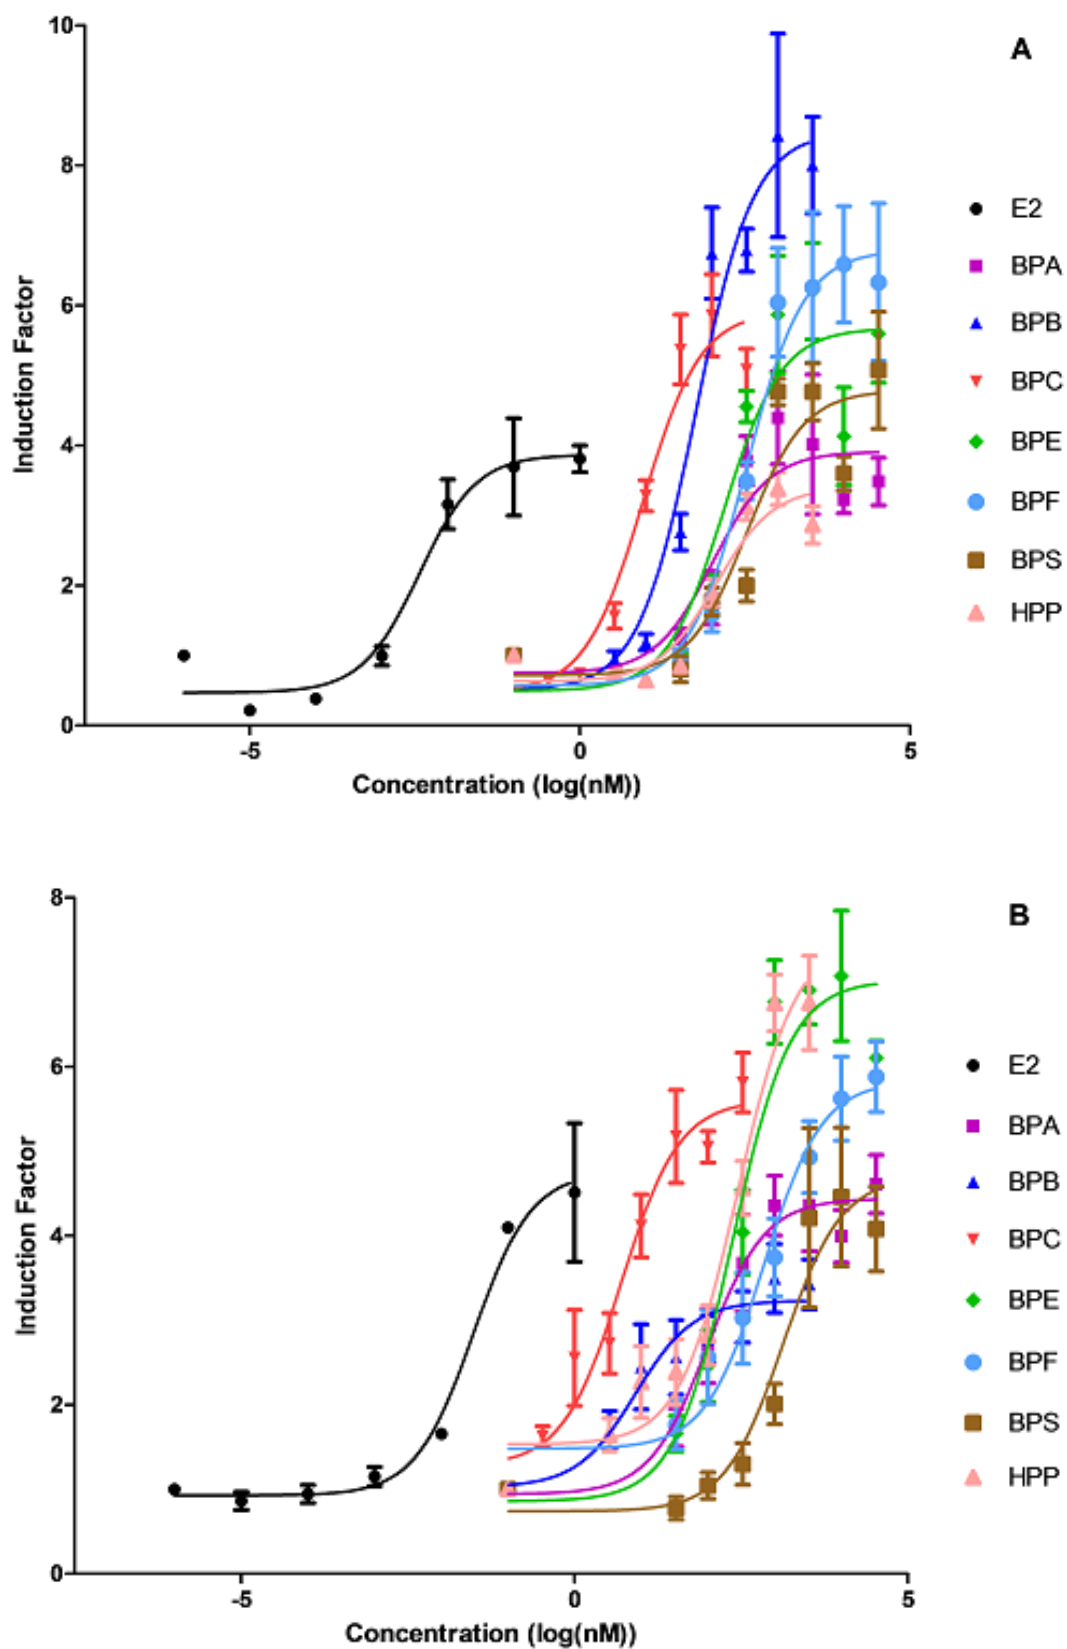 A
10
8
6
4
2
0
Induction Factor
-5 0 5
Concentration (log(nM))
E2
BPA
BPB
BPC
BPE
BPF
BPS
HPP
B
8
6
4
2
0
Induction Factor
-5 0 5
Concentration (log(nM))
E2
BPA
BPB
BPC
BPE
BPF
BPS
HPP